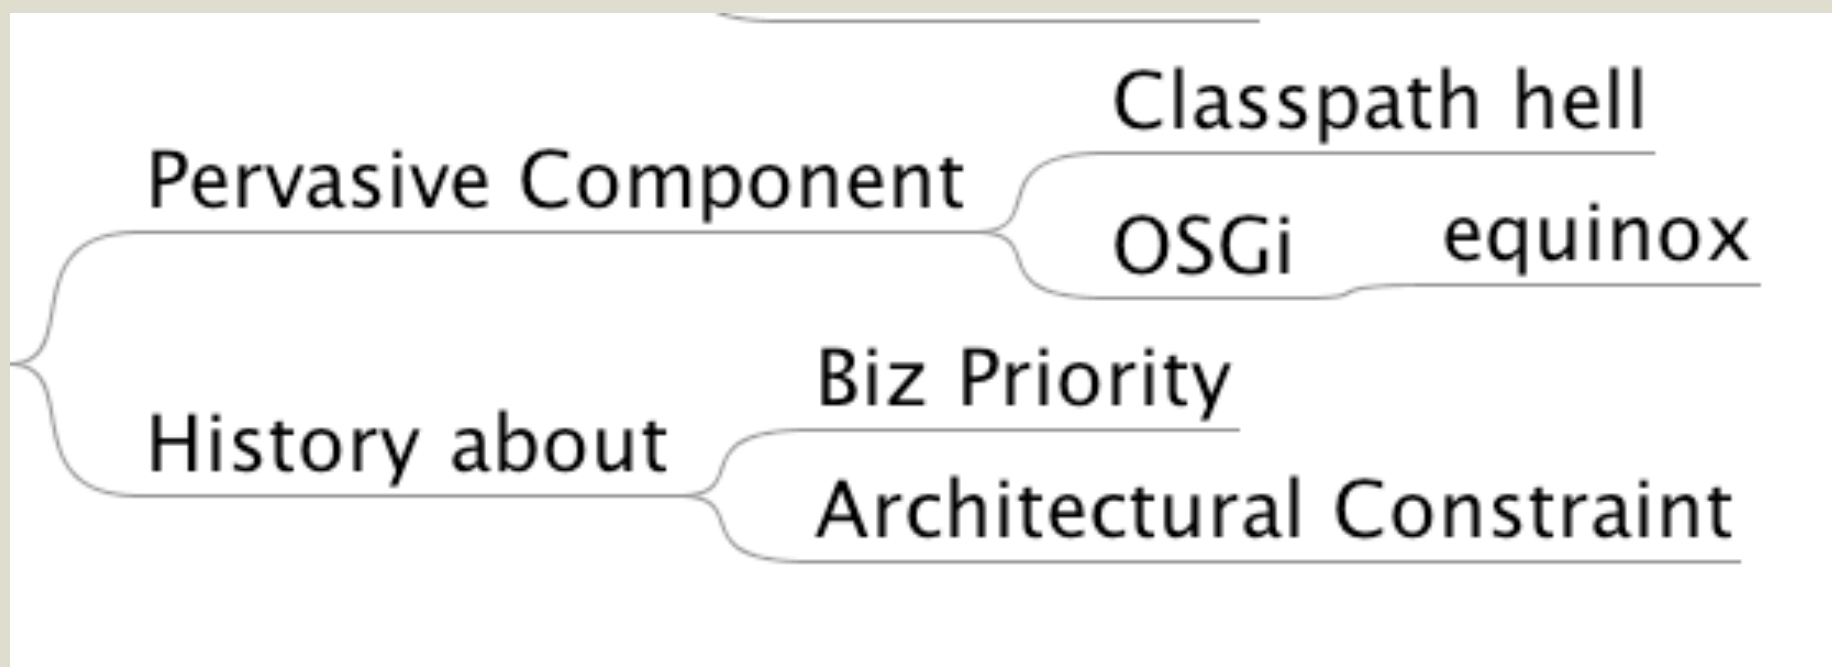 Classpath hell
Pervasive Component
OSGi equinox
Biz Priority
History about
Architectural Constraint